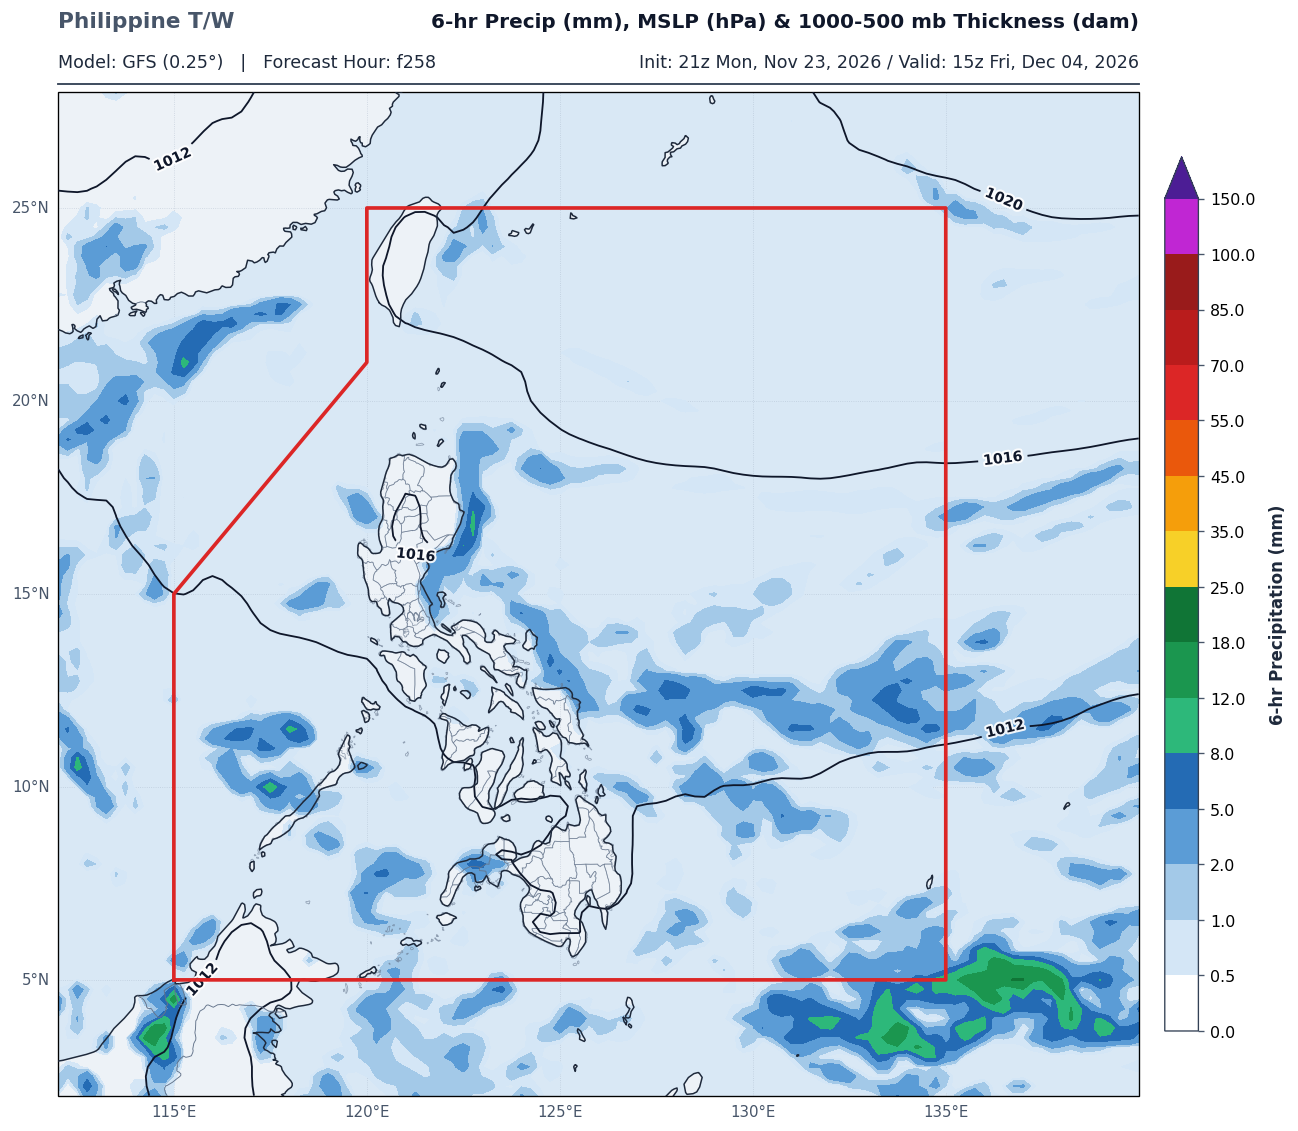 Philippine T/W
6-hr Precip (mm), MSLP (hPa) & 1000-500 mb Thickness (dam)
Model: GFS (0.25°) | Forecast Hour: f258
Init: 21z Mon, Nov 23, 2026 / Valid: 15z Fri, Dec 04, 2026
1012
1020
1016
1016
1012
1012
25°N
20°N
15°N
10°N
5°N
115°E
120°E
125°E
130°E
135°E
150.0
100.0
85.0
70.0
55.0
45.0
35.0
25.0
18.0
12.0
8.0
5.0
2.0
1.0
0.5
0.0
6-hr Precipitation (mm)